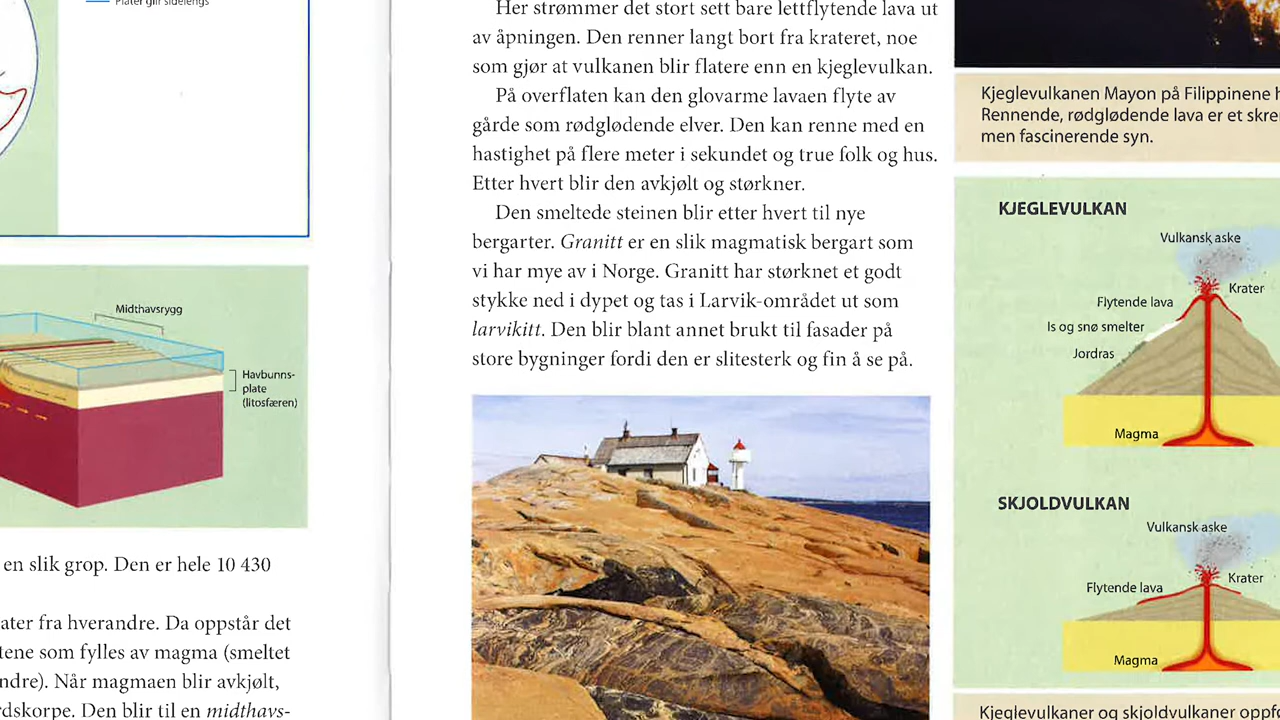 Plater glir sidelengs
Midthavsrygg
Havbunns-
plate
(litosfæren)
en slik grop. Den er hele 10 430
ater fra hverandre. Da oppstår det
tene som fylles av magma (smeltet
ndre). Når magmaen blir avkjølt,
rdskorpe. Den blir til en midthavs-
Her strømmer det stort sett bare lettflytende lava ut
av åpningen. Den renner langt bort fra krateret, noe
som gjør at vulkanen blir flatere enn en kjeglevulkan.
På overflaten kan den glovarme lavaen flyte av
gårde som rødglødende elver. Den kan renne med en
hastighet på flere meter i sekundet og true folk og hus.
Etter hvert blir den avkjølt og størkner.
Den smeltede steinen blir etter hvert til nye
bergarter. Granitt er en slik magmatisk bergart som
vi har mye av i Norge. Granitt har størknet et godt
stykke ned i dypet og tas i Larvik-området ut som
larvikitt. Den blir blant annet brukt til fasader på
store bygninger fordi den er slitesterk og fin å se på.
Kjeglevulkanen Mayon på Filippinene h
Rennende, rødglødende lava er et skre
men fascinerende syn.
KJEGLEVULKAN
Vulkansk aske
Krater
Flytende lava
Is og snø smelter
Jordras
Magma
SKJOLDVULKAN
Vulkansk aske
Krater
Flytende lava
Magma
Kjeglevulkaner og skjoldvulkaner oppfø